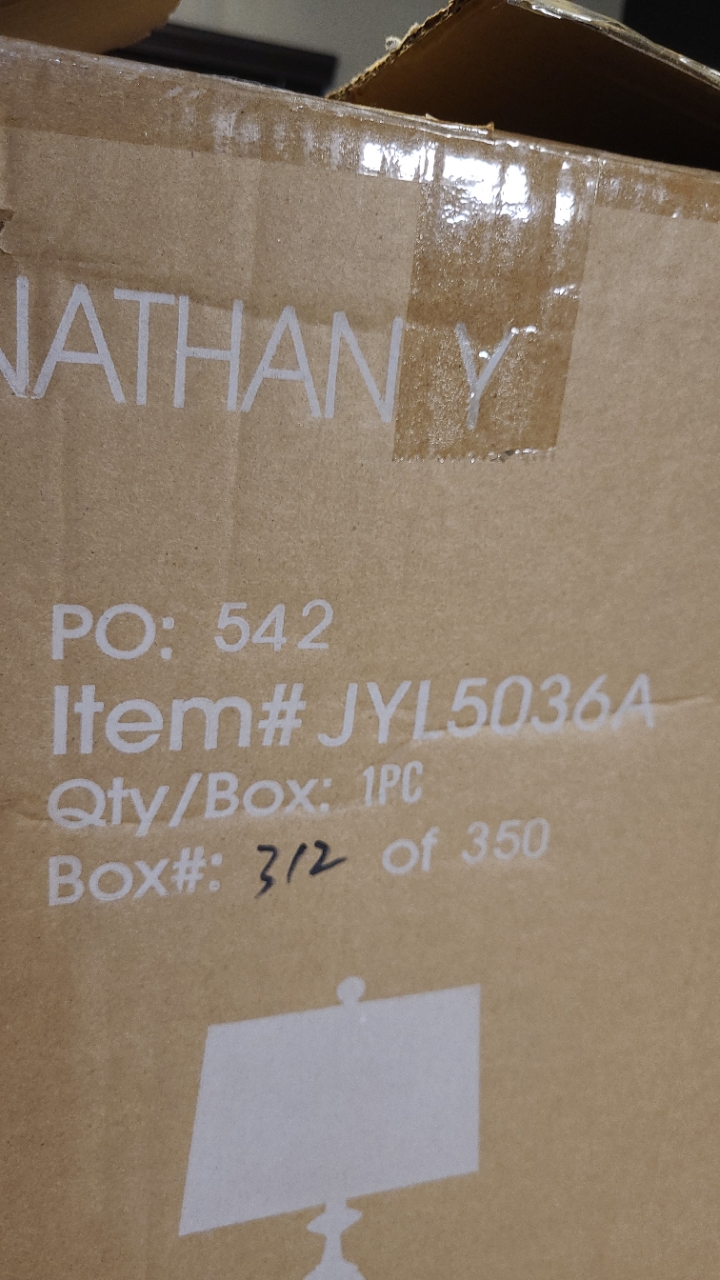 NATHAN Y
PO: 542
Item# JYL5036A
Qty/Box: 1PC
Box#: 312 of 350